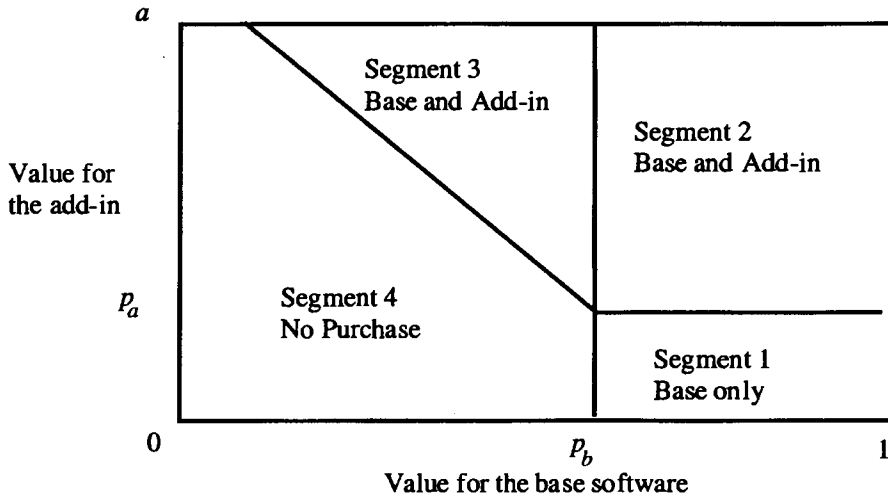 a
Segment 3
Base and Add-in
Segment 2
Base and Add-in
Value for
the add-in
Segment 4
No Purchase
p_a
Segment 1
Base only
0
p_b
1
Value for the base software